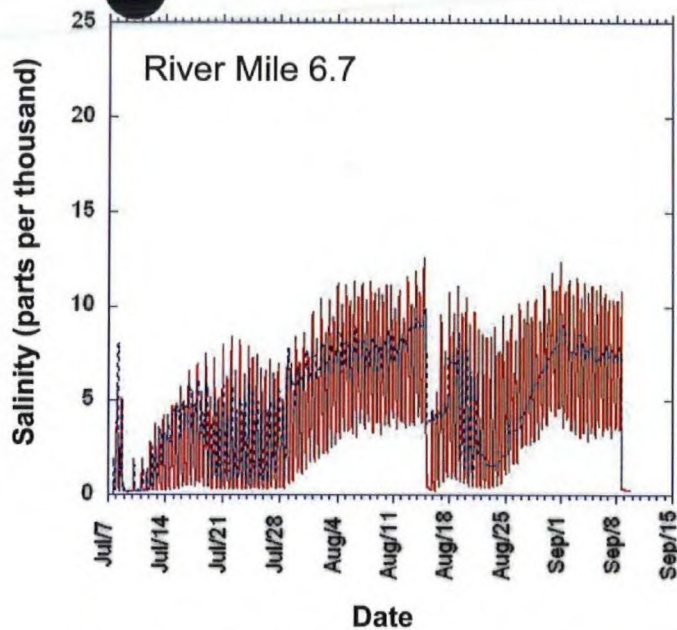 River Mile 6.7
Salinity (parts per thousand)
25
20
15
10
5
0
Jul/7
Jul/14
Jul/21
Jul/28
Aug/4
Aug/11
Aug/18
Aug/25
Sep/1
Sep/8
Sep/15
Date